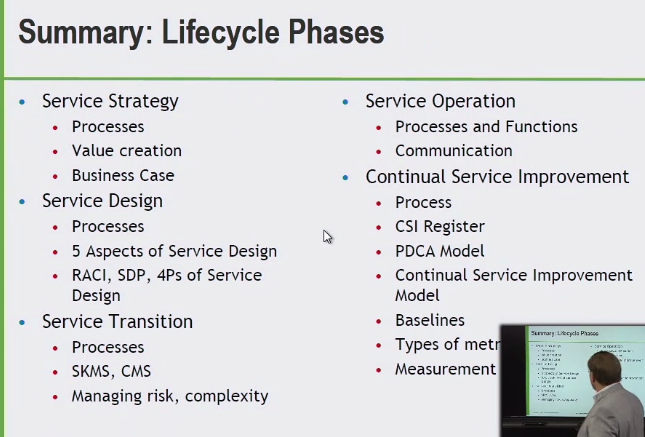 Summary: Lifecycle Phases
• Service Strategy
• Processes
• Value creation
• Business Case
• Service Design
• Processes
• 5 Aspects of Service Design
• RACI, SDP, 4Ps of Service
Design
• Service Transition
• Processes
• SKMS, CMS
• Managing risk, complexity
• Service Operation
• Processes and Functions
• Communication
• Continual Service Improvement
• Process
• CSI Register
• PDCA Model
• Continual Service Improvement
Model
• Baselines
• Types of metr
• Measurement
Summary: Lifecycle Phases